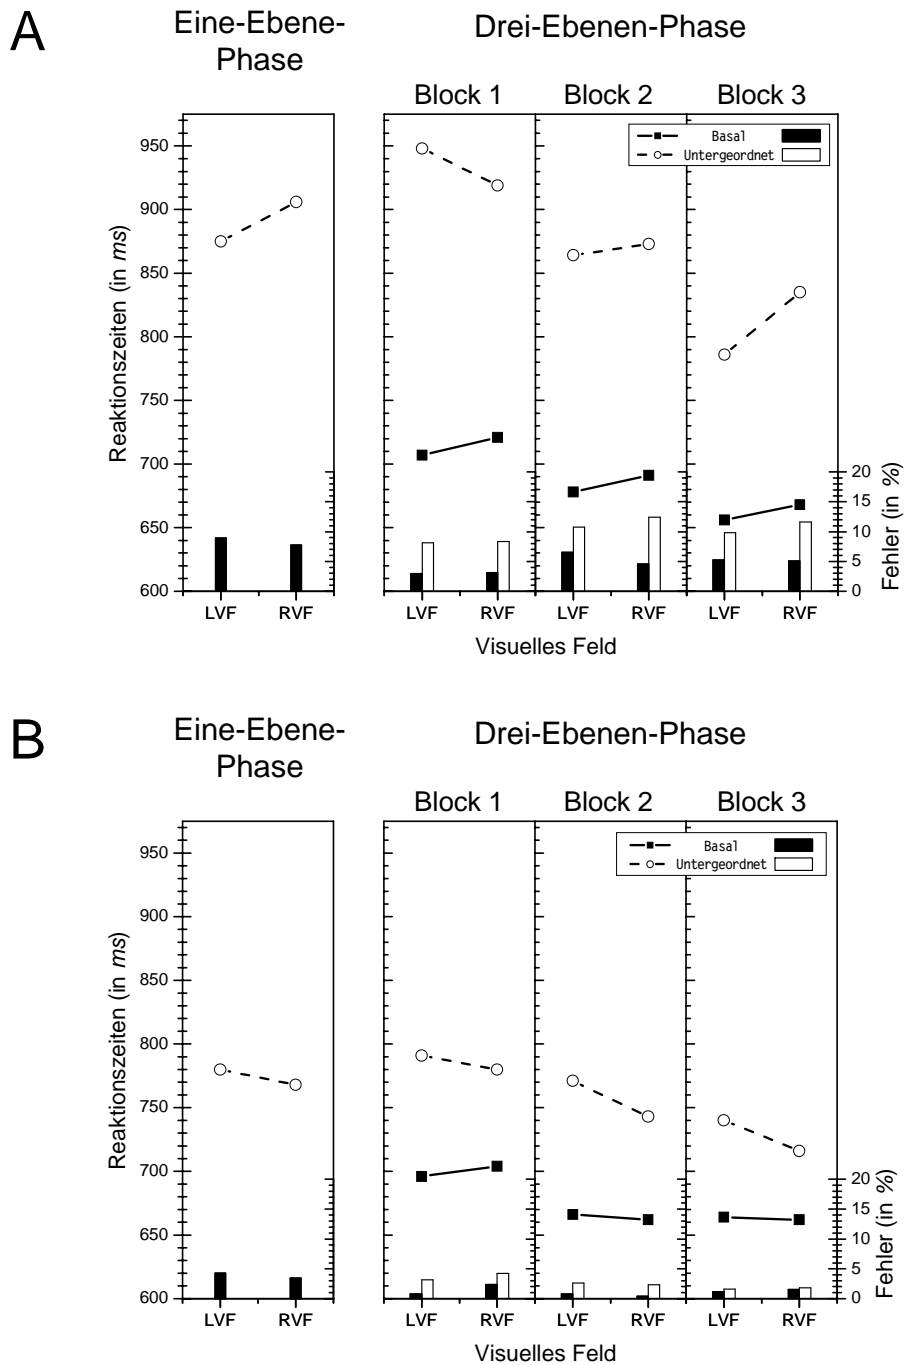 A
Eine-Ebene-
Phase
Drei-Ebenen-Phase
Block 1
Block 2
Block 3
Basal
Untergeordnet
Reaktionszeiten (in ms)
950
900
850
800
750
700
650
600
20
15
10
5
0
Fehler (in %)
LVF
RVF
LVF
RVF
LVF
RVF
LVF
RVF
Visuelles Feld
B
Eine-Ebene-
Phase
Drei-Ebenen-Phase
Block 1
Block 2
Block 3
Basal
Untergeordnet
Reaktionszeiten (in ms)
950
900
850
800
750
700
650
600
20
15
10
5
0
Fehler (in %)
LVF
RVF
LVF
RVF
LVF
RVF
LVF
RVF
Visuelles Feld